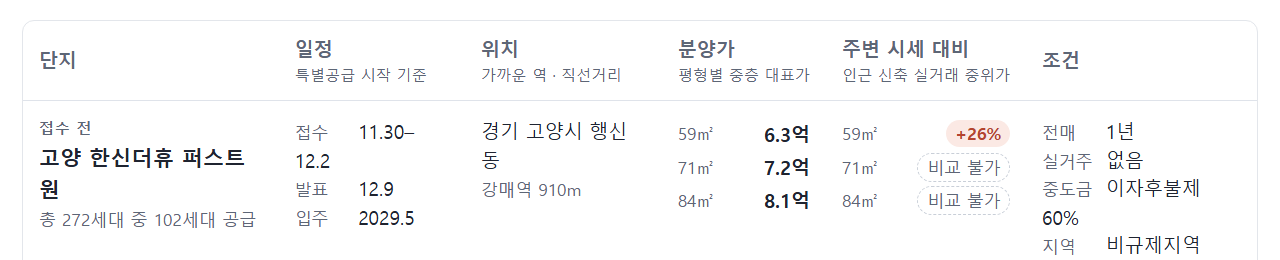 단지
일정
특별공급 시작 기준
위치
가까운 역 · 직선거리
분양가
평형별 중층 대표가
주변 시세 대비
인근 신축 실거래 중위가
조건
접수 전
고양 한신더휴 퍼스트
원
총 272세대 중 102세대 공급
접수 11.30–
12.2
발표 12.9
입주 2029.5
경기 고양시 행신
동
강매역 910m
59㎡ 6.3억
71㎡ 7.2억
84㎡ 8.1억
59㎡ +26%
71㎡ 비교 불가
84㎡ 비교 불가
전매 1년
실거주 없음
중도금 이자후불제
60%
지역 비규제지역